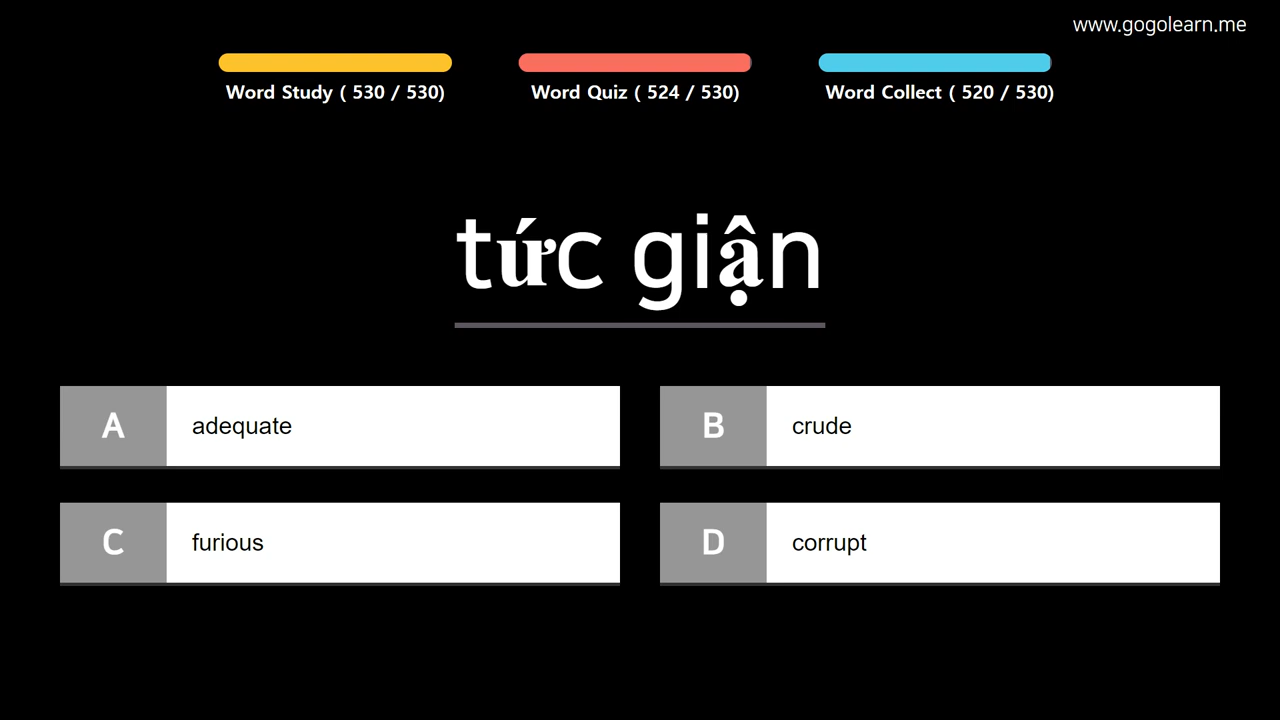 www.gogolearn.me
Word Study ( 530 / 530) Word Quiz ( 524 / 530) Word Collect ( 520 / 530)
tức giận
A adequate
B crude
C furious
D corrupt